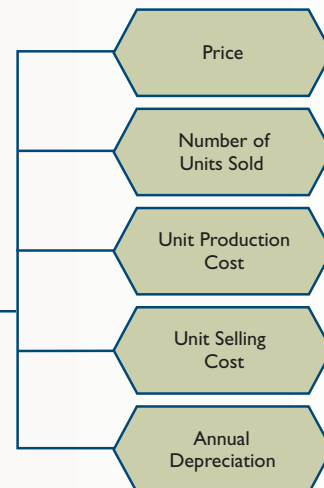 Price
Number of
Units Sold
Unit Production
Cost
Unit Selling
Cost
Annual
Depreciation